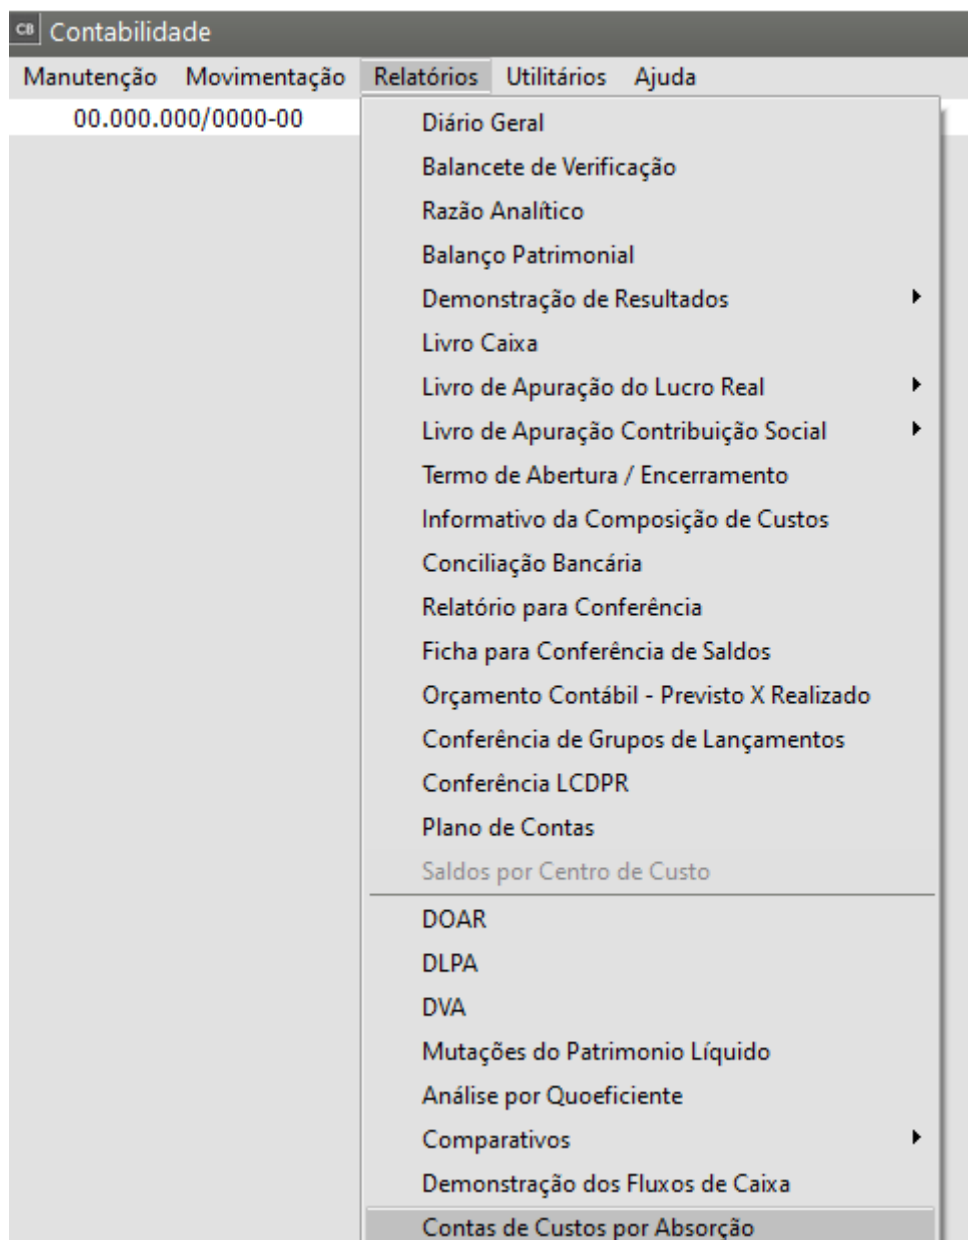 CB Contabilidade
Manutenção Movimentação Relatórios Utilitários Ajuda
00.000.000/0000-00
Diário Geral
Balancete de Verificação
Razão Analítico
Balanço Patrimonial
Demonstração de Resultados
Livro Caixa
Livro de Apuração do Lucro Real
Livro de Apuração Contribuição Social
Termo de Abertura / Encerramento
Informativo da Composição de Custos
Conciliação Bancária
Relatório para Conferência
Ficha para Conferência de Saldos
Orçamento Contábil - Previsto X Realizado
Conferência de Grupos de Lançamentos
Conferência LCDPR
Plano de Contas
Saldos por Centro de Custo
DOAR
DLPA
DVA
Mutações do Patrimonio Líquido
Análise por Quoeficiente
Comparativos
Demonstração dos Fluxos de Caixa
Contas de Custos por Absorção